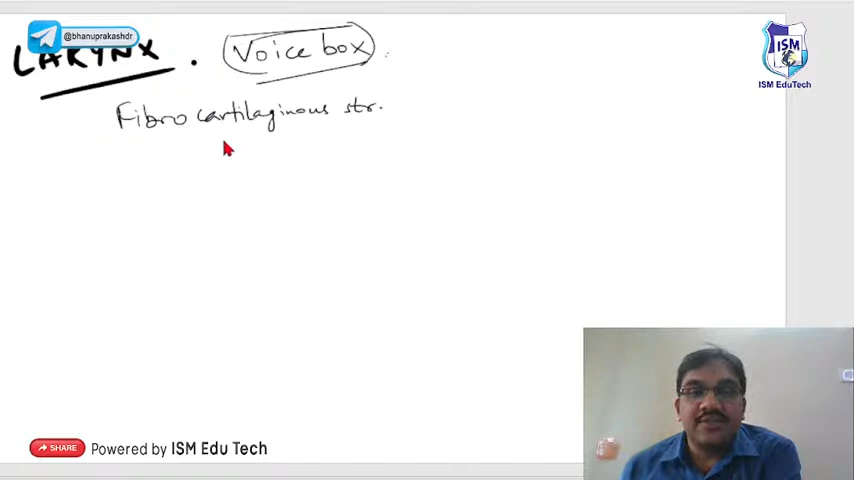 @bhanuprakashdr
LARYNX . Voice box
Fibro cartilaginous str.
ISM
ISM EduTech
SHARE Powered by ISM Edu Tech